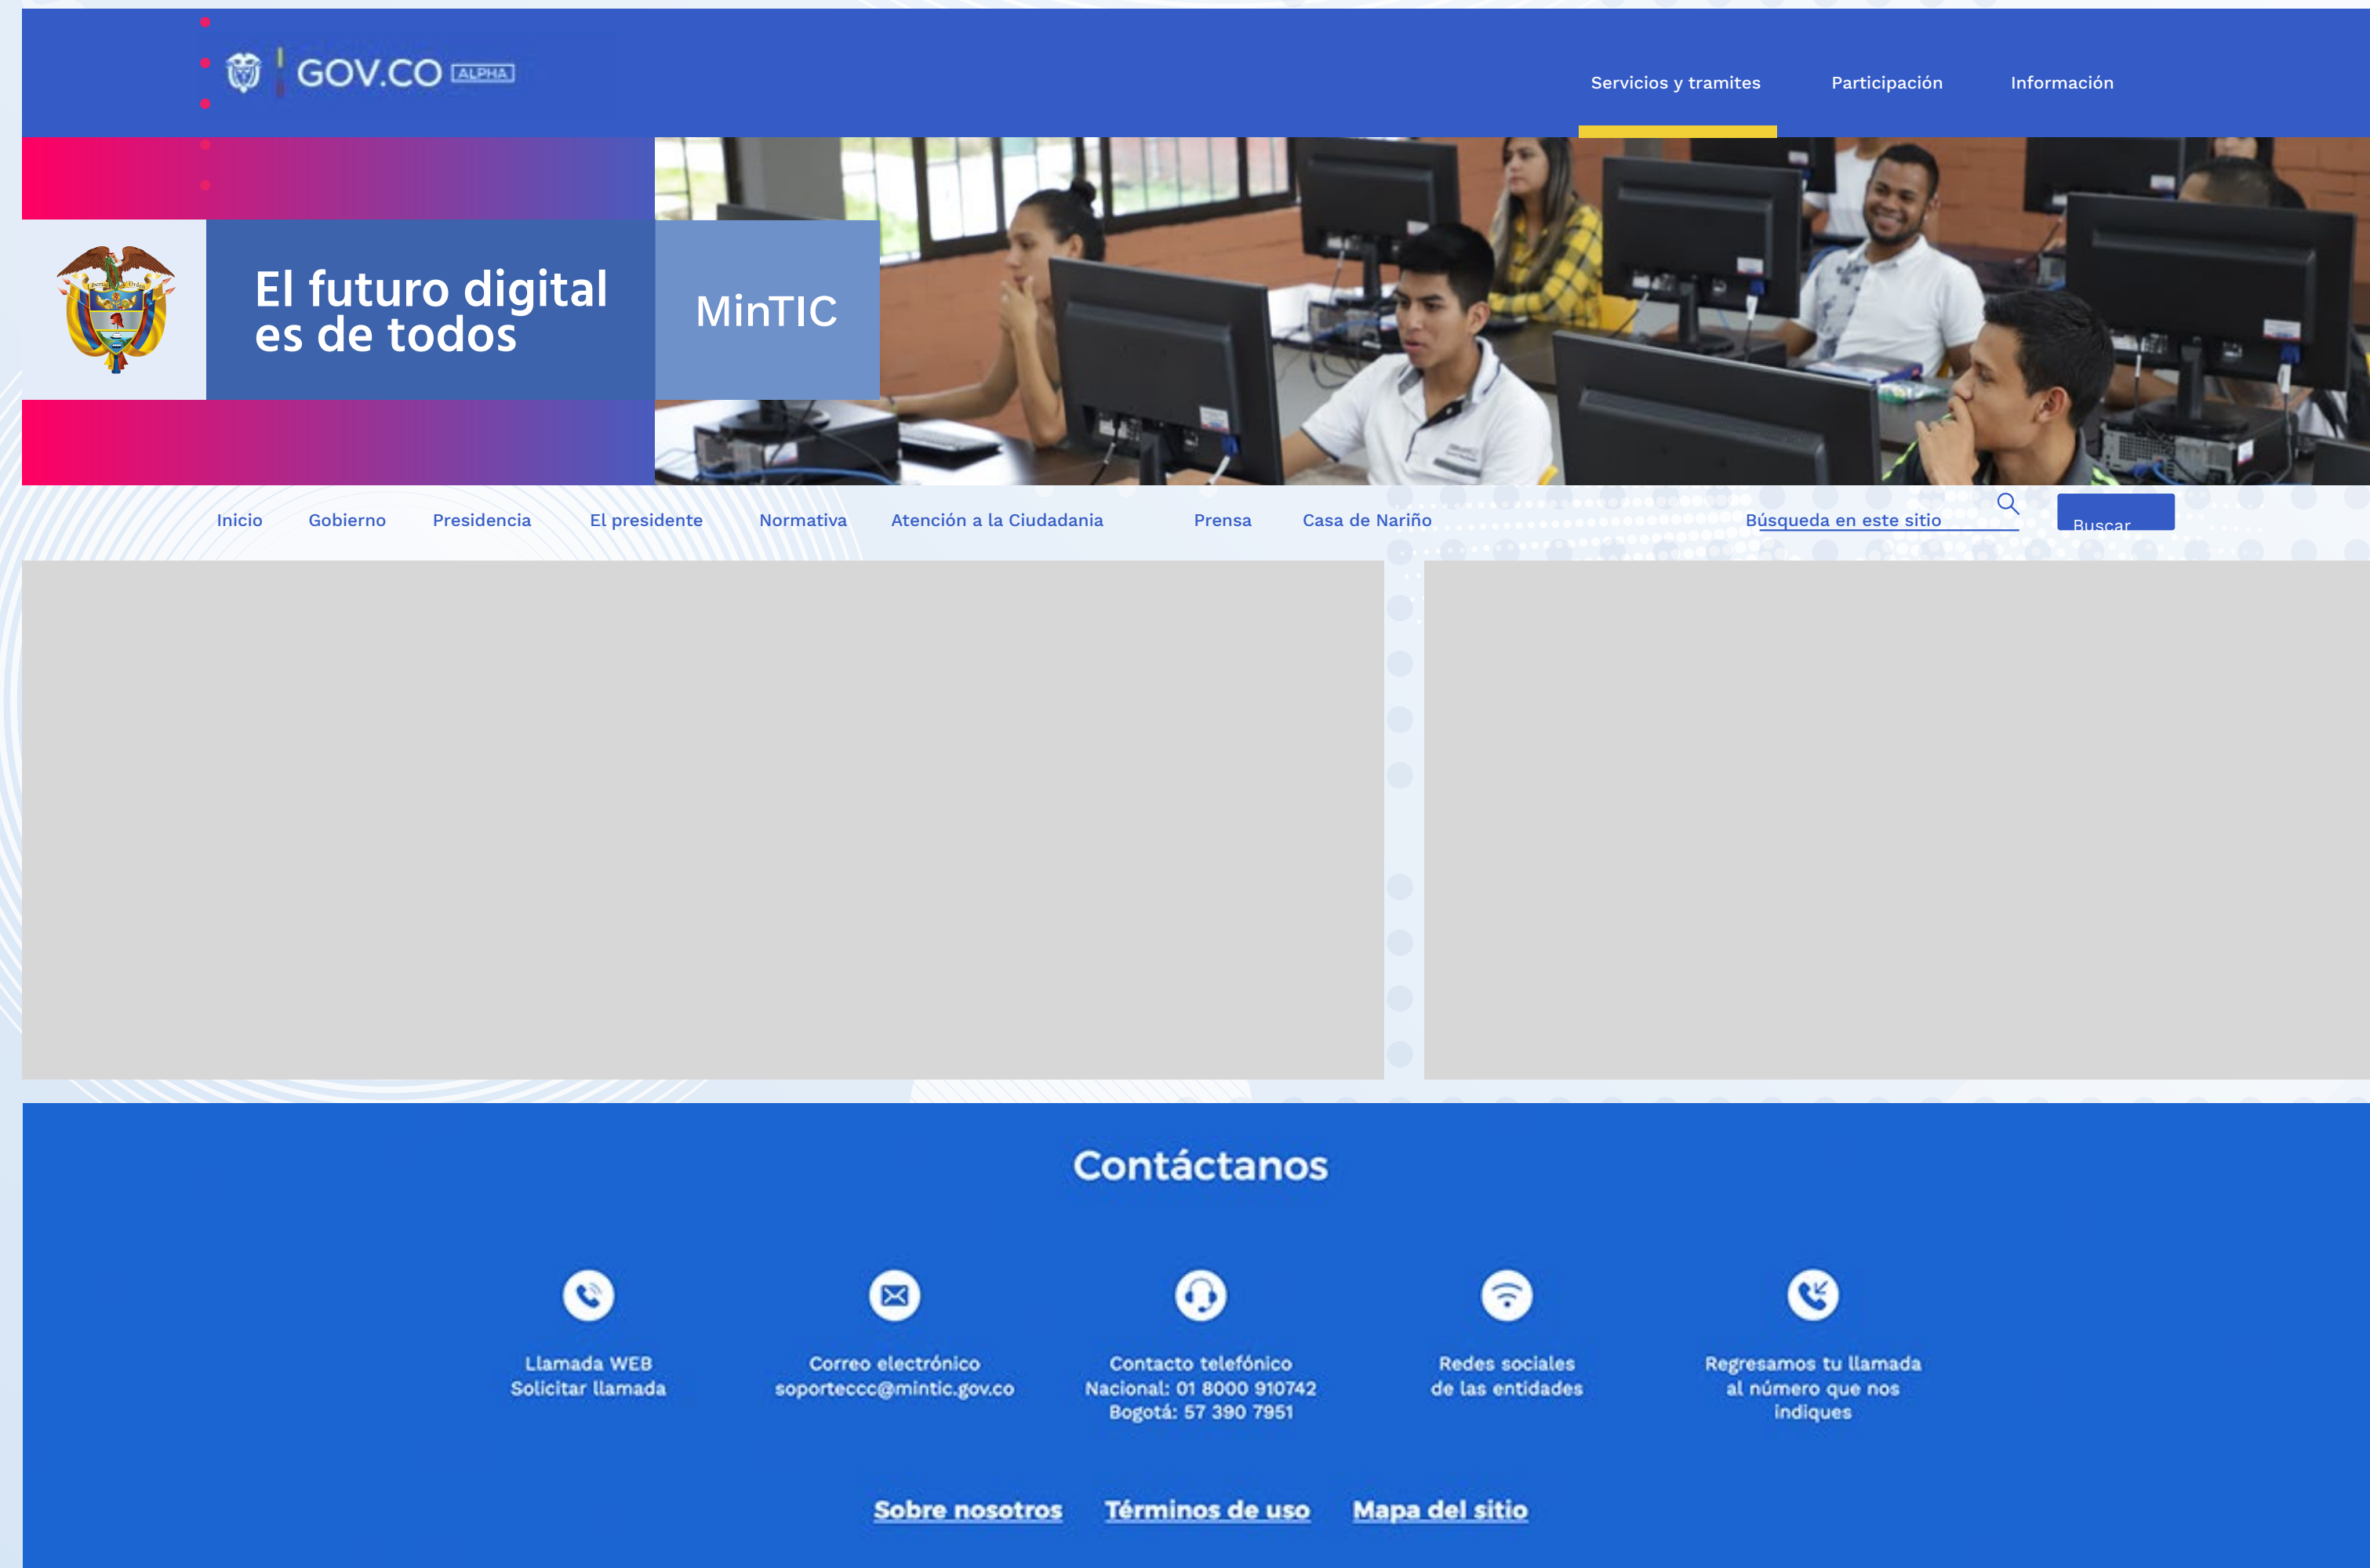 GOV.CO ALPHA
Servicios y tramites
Participación
Información
El futuro digital
es de todos
MinTIC
Inicio
Gobierno
Presidencia
El presidente
Normativa
Atención a la Ciudadania
Prensa
Casa de Nariño
Búsqueda en este sitio
Buscar
Contáctanos
Llamada WEB
Solicitar llamada
Correo electrónico
soporteccc@mintic.gov.co
Contacto telefónico
Nacional: 01 8000 910742
Bogotá: 57 390 7951
Redes sociales
de las entidades
Regresamos tu llamada
al número que nos
indiques
Sobre nosotros
Términos de uso
Mapa del sitio